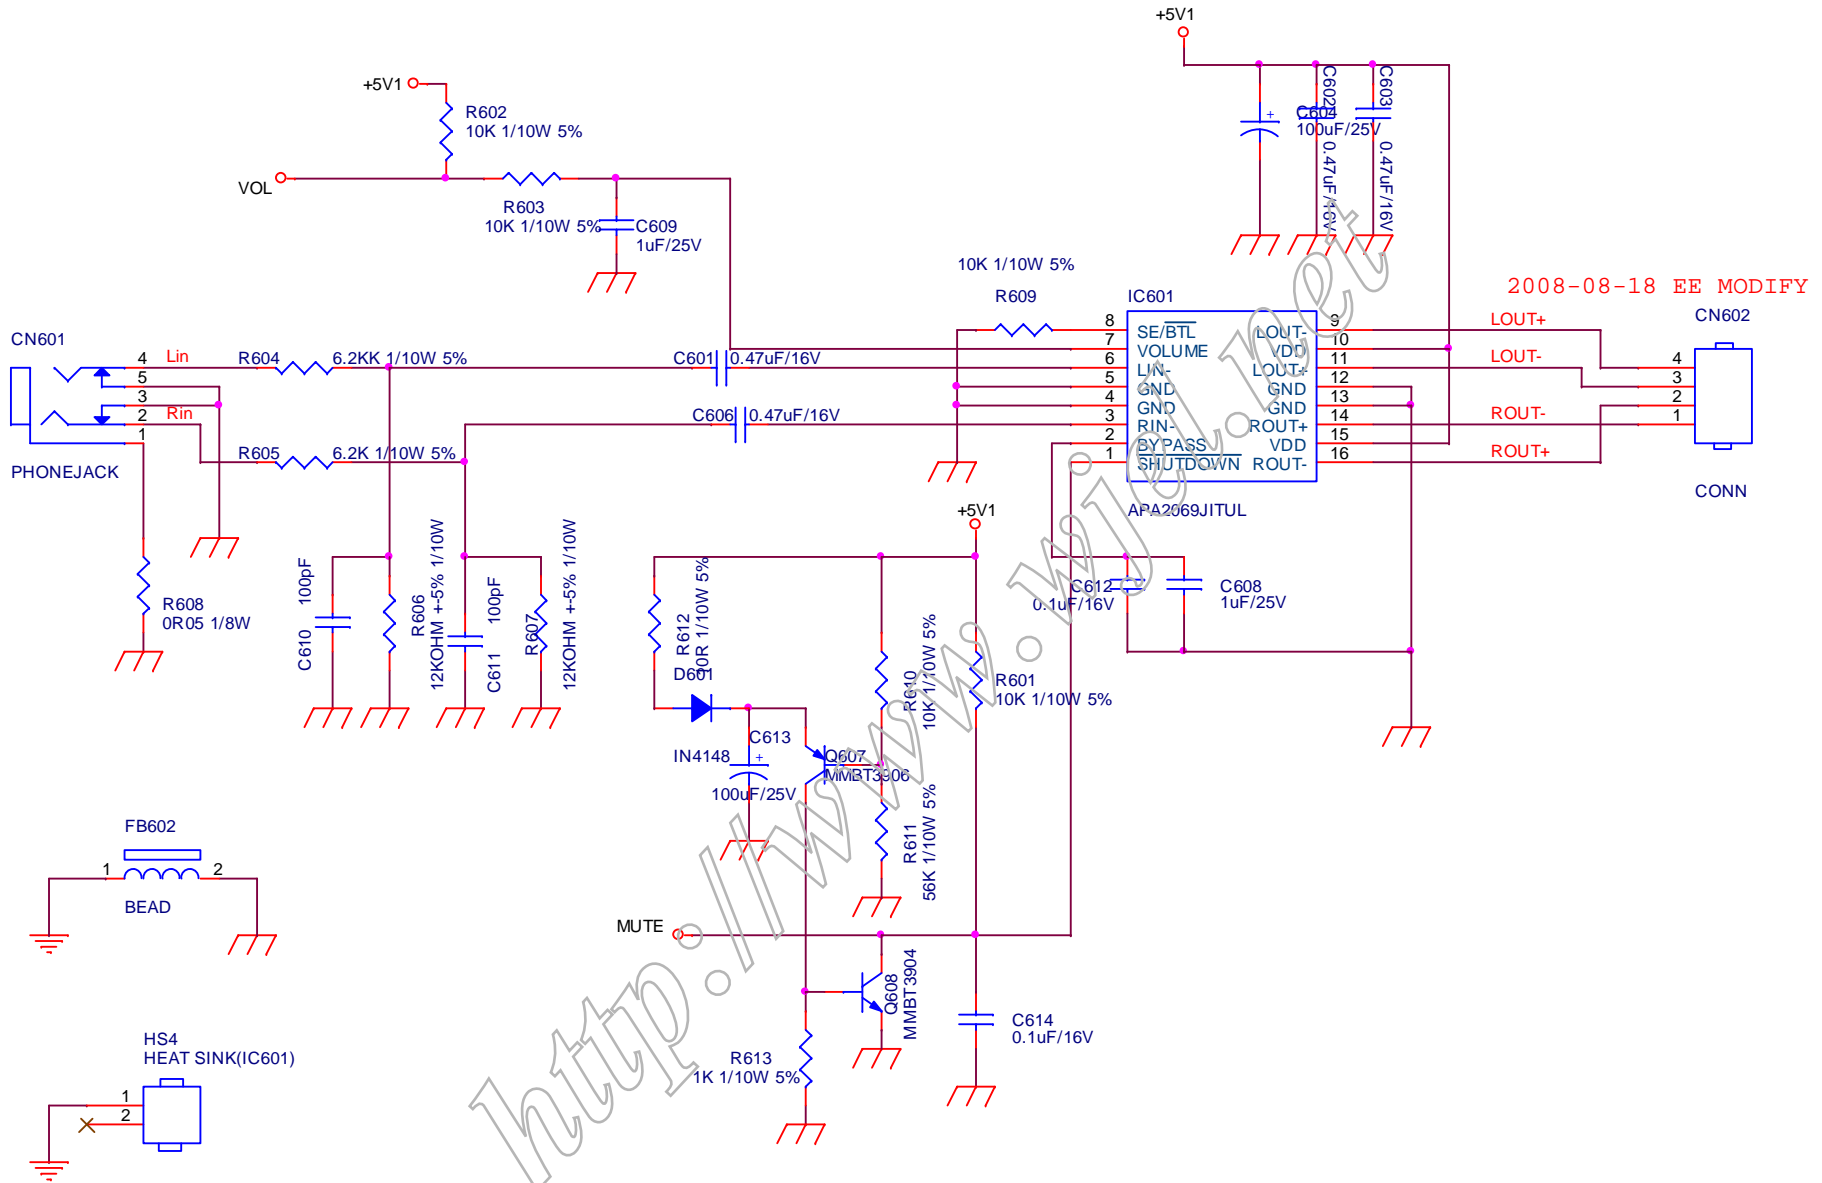 +5V1
+5V1
R602
10K 1/10W 5%
VOL
R603
10K 1/10W 5%
C609
1uF/25V
C602
0.47uF/16V
C603
0.47uF/16V
C604
100uF/25V
2008-08-18 EE MODIFY
10K 1/10W 5%
R609
IC601
8
7
6
5
4
3
2
1
SE/BTL
VOLUME
LIN-
GND
GND
RIN-
BYPASS
SHUTDOWN
LOUT-
VDD
LOUT+
GND
GND
ROUT+
VDD
ROUT-
9
10
11
12
13
14
15
16
APA2069JITUL
LOUT+
LOUT-
ROUT-
ROUT+
CN602
4
3
2
1
CONN
CN601
4
5
3
2
1
Lin
Rin
PHONEJACK
R604
6.2KK 1/10W 5%
C601
0.47uF/16V
C606
0.47uF/16V
R605
6.2K 1/10W 5%
R608
0R05 1/8W
C610
100pF
R606
12KOHM +-5% 1/10W
C611
100pF
R607
12KOHM +-5% 1/10W
+5V1
R612
D601
IN4148
C613
100uF/25V
Q607
MMBT3906
R610
10K 1/10W 5%
R611
56K 1/10W 5%
R601
10K 1/10W 5%
C612
0.1uF/16V
C608
1uF/25V
MUTE
Q608
MMBT3904
R613
1K 1/10W 5%
C614
0.1uF/16V
FB602
1
2
BEAD
HS4
HEAT SINK(IC601)
1
2
http://www.wjel.net